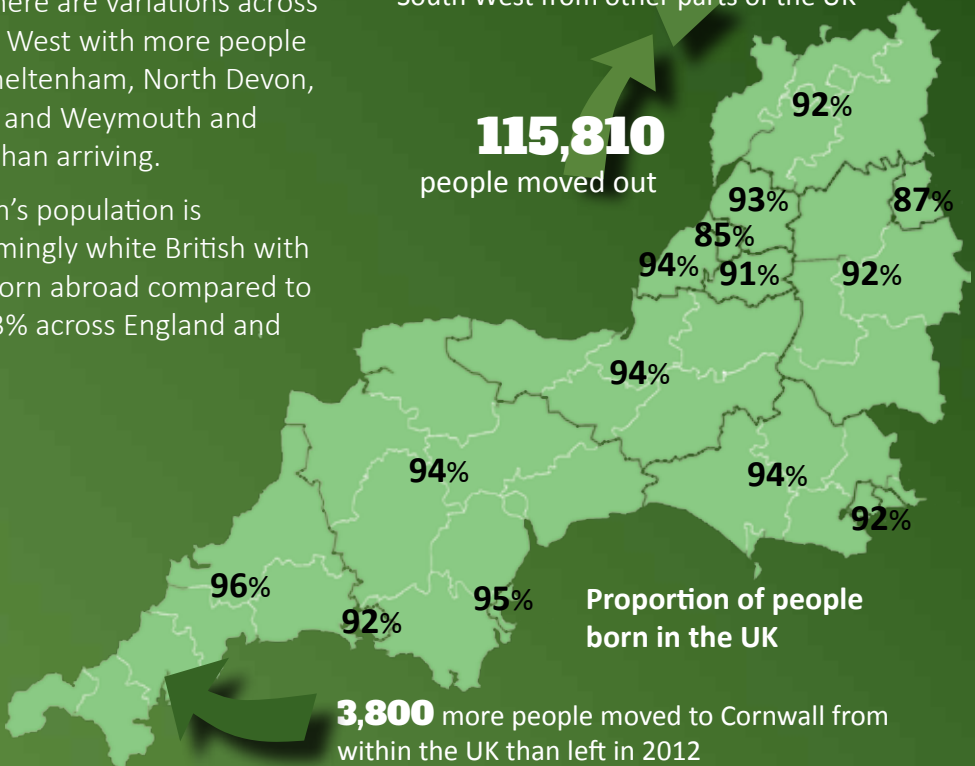 here are variations across
West with more people
heltenham, North Devon,
and Weymouth and
han arriving.
n's population is
mingly white British with
orn abroad compared to
3% across England and
South West from other parts of the UK
115,810
people moved out
92%
93%
87%
85%
94%
91%
92%
94%
94%
94%
92%
96%
95%
92%
Proportion of people
born in the UK
3,800 more people moved to Cornwall from
within the UK than left in 2012